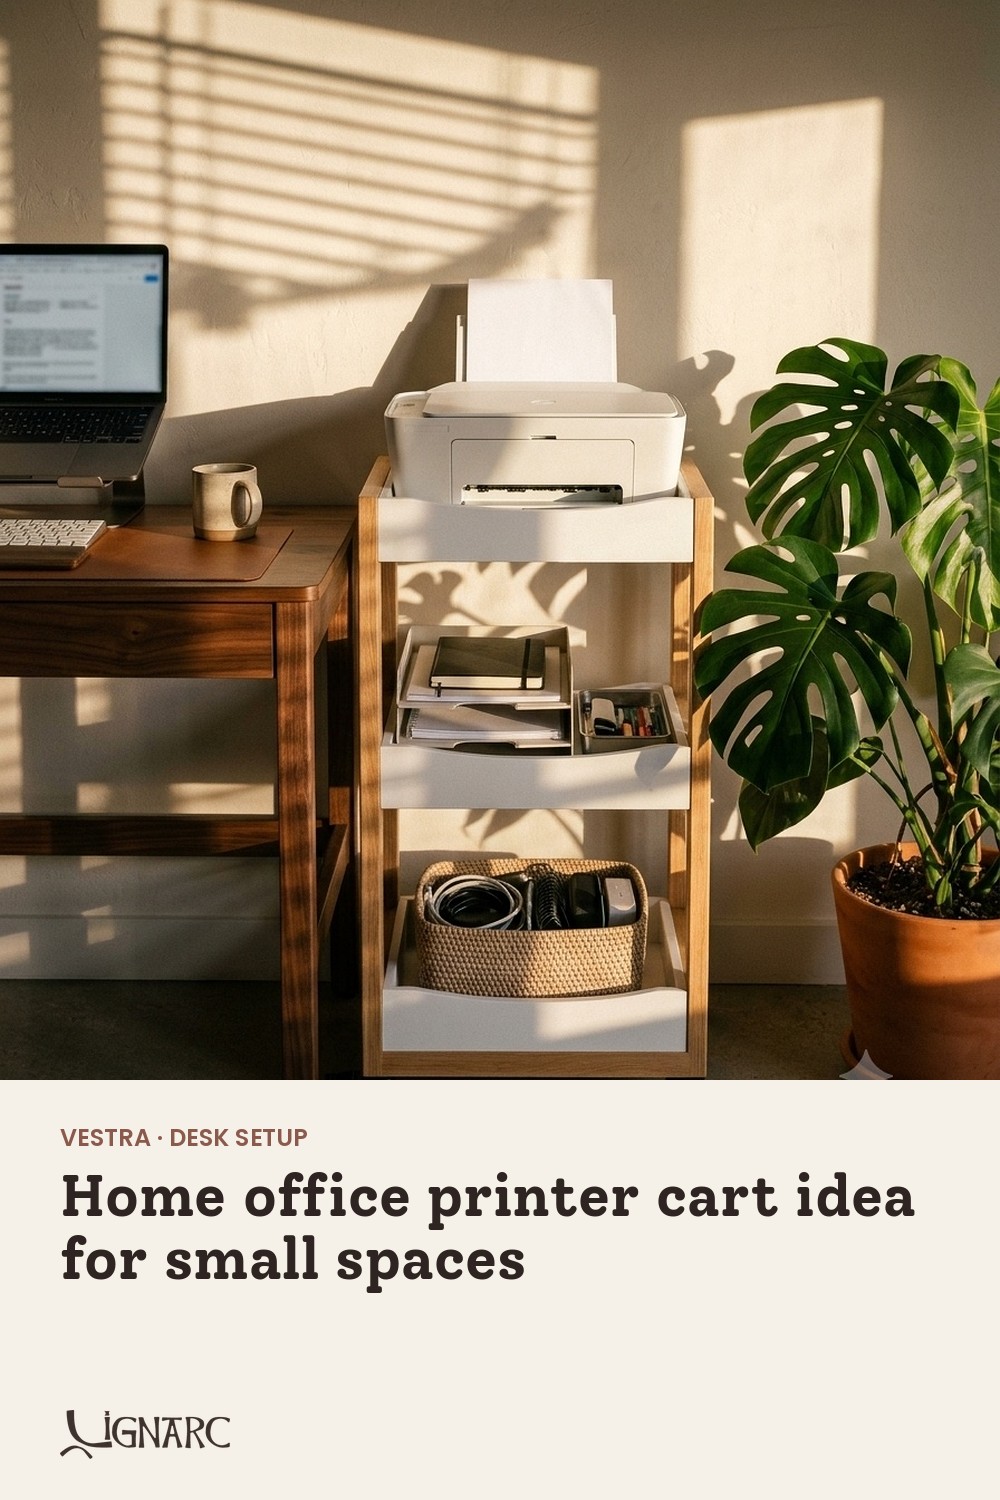 VESTRA · DESK SETUP
Home office printer cart idea
for small spaces
LIGNARC